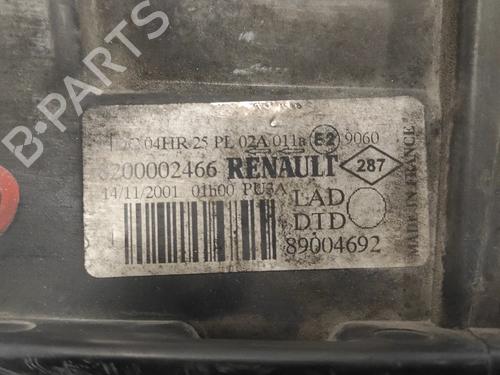 B-PARTS
04HR 25 PL 02A 011a E2 9060
8200002466 RENAULT 287
14/11/2001 01h00 PU3A LAD
DTD
89004692
MADE IN FRANCE